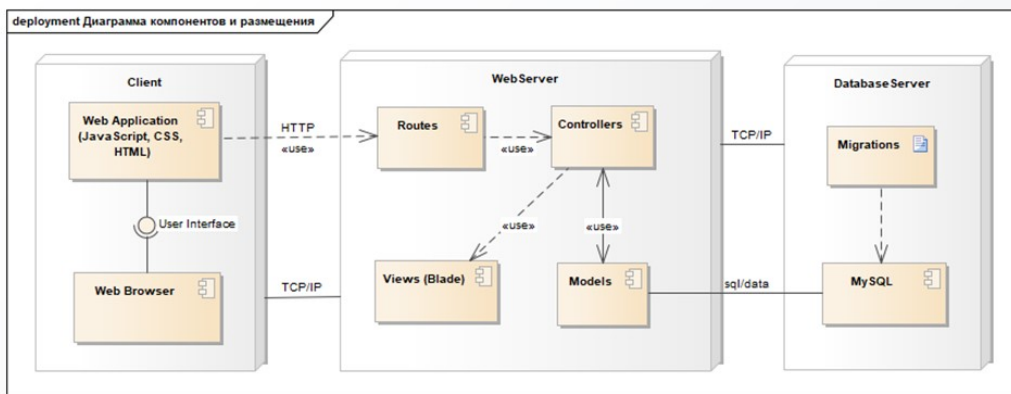 deployment Диаграмма компонентов и размещения
Client
Web Application
(JavaScript, CSS,
HTML)
User Interface
Web Browser
HTTP
«use»
TCP/IP
WebServer
Routes
«use»
Controllers
«use»
«use»
Views (Blade)
Models
TCP/IP
sql/data
DatabaseServer
Migrations
MySQL